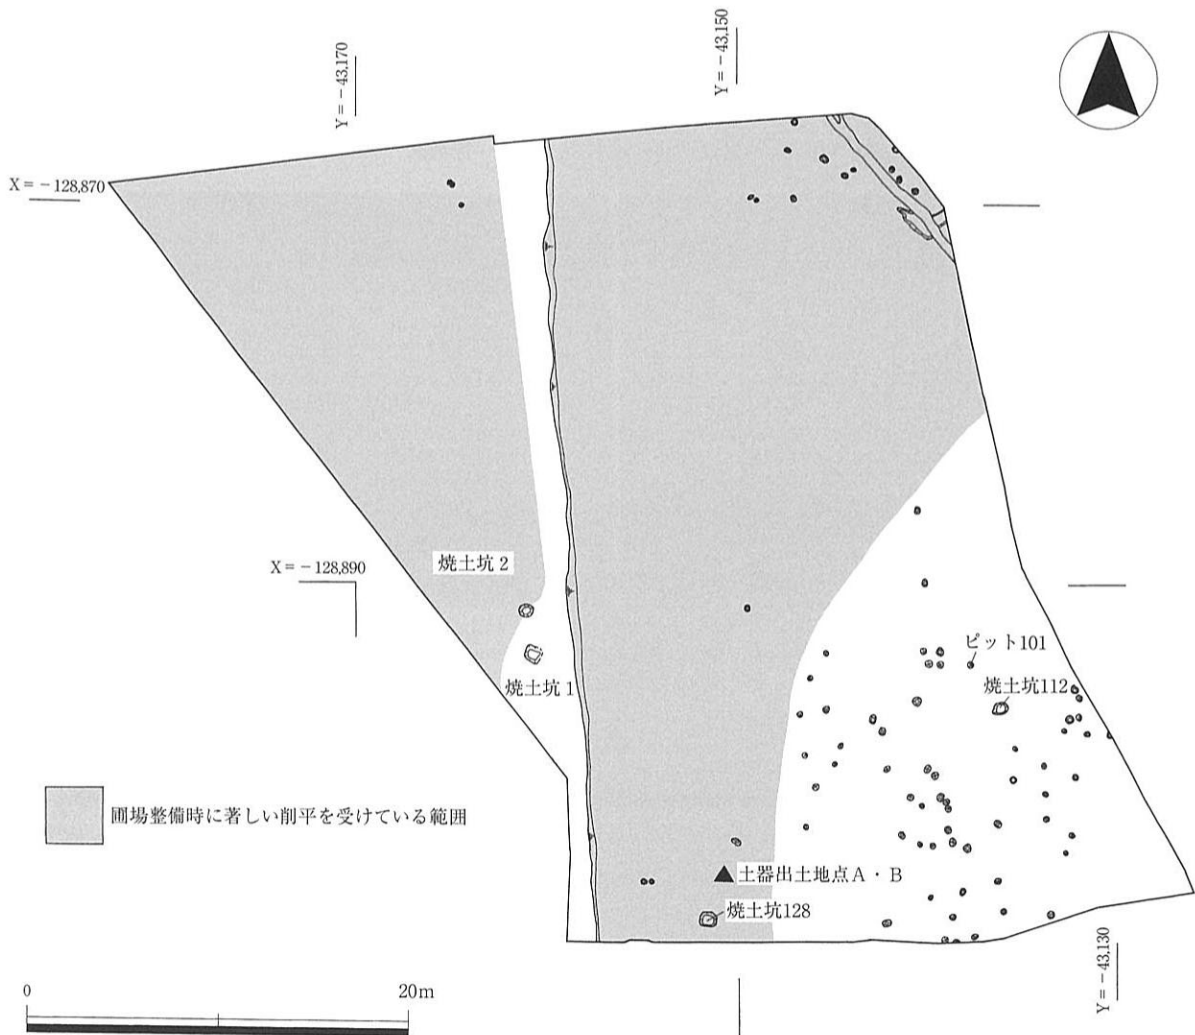 Y=－43,170
Y=－43,150
X=－128,870
X=－128,890
焼土坑 2
焼土坑 1
ピット101
焼土坑112
圃場整備時に著しい削平を受けている範囲
土器出土地点Ａ・Ｂ
焼土坑128
Y=－43,130
0
20m